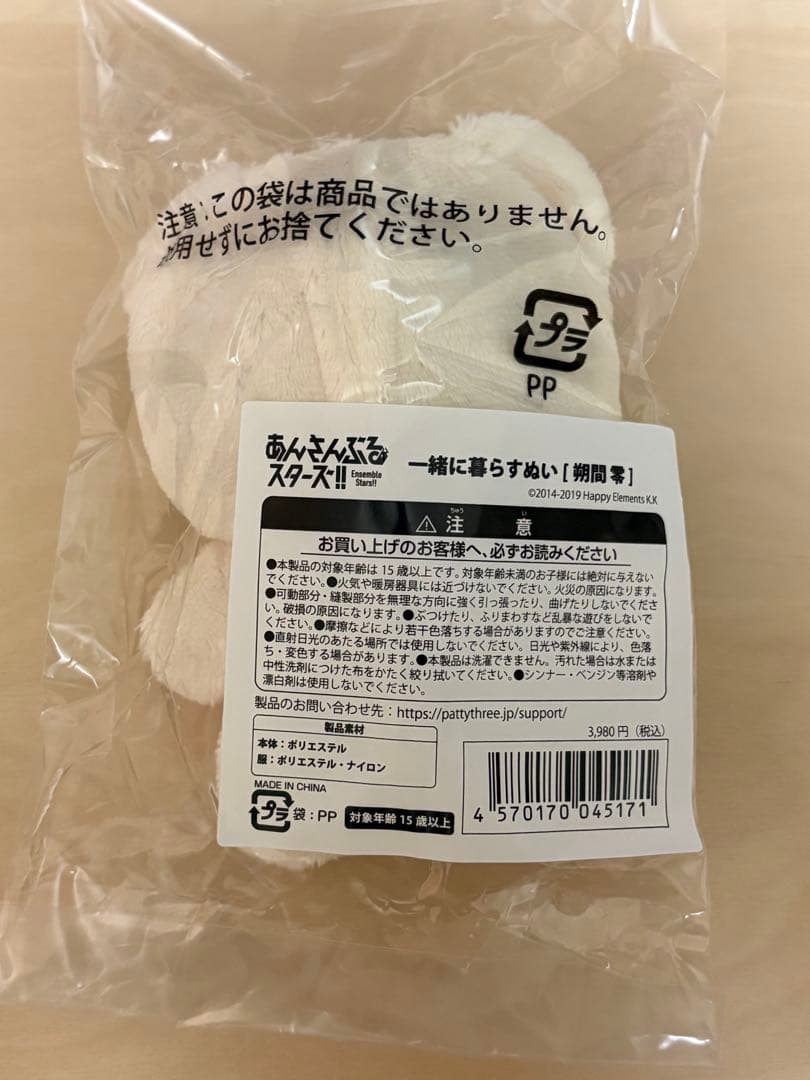 注意:この袋は商品ではありません。
使用せずにお捨てください。
プラ
PP
あんさんぶる
スターズ!!
Ensemble
Stars!!
一緒に暮らすぬい [ 朔間 零 ]
©2014-2019 Happy Elements K.K
⚠注ちゅう 意い
お買い上げのお客様へ、必ずお読みください
●本製品の対象年齢は 15 歳以上です。対象年齢未満のお子様には絶対に与えない
でください。●火気や暖房器具には近づけないでください。火災の原因になります。
●可動部分・縫製部分を無理な方向に強く引っ張ったり、曲げたりしないでくださ
い。破損の原因になります。●ぶつけたり、ふりまわすなど乱暴な遊びをしないで
ください。●摩擦などにより若干色落ちする場合がありますのでご注意ください。
●直射日光のあたる場所では使用しないでください。日光や紫外線により、色落
ち・変色する場合があります。●本製品は洗濯できません。汚れた場合は水または
中性洗剤につけた布をかたく絞り拭いてください。●シンナー・ベンジン等溶剤や
漂白剤は使用しないでください。
製品のお問い合わせ先：https://pattythree.jp/support/
3,980 円（税込）
製品素材
本体：ポリエステル
服：ポリエステル・ナイロン
MADE IN CHINA
プラ 袋：PP
対象年齢 15 歳以上
4 570170 045171